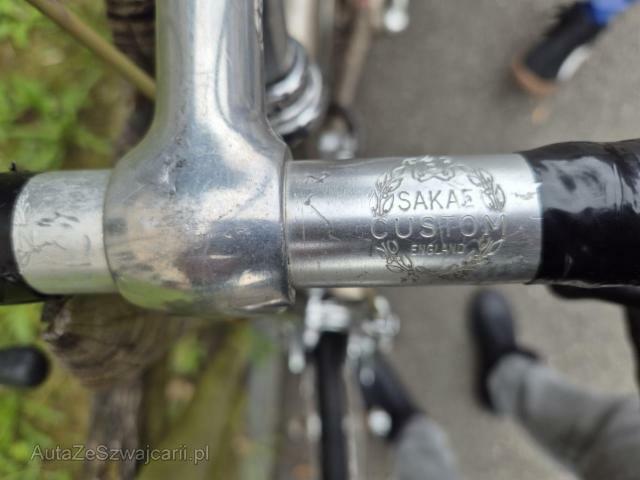 SAKAE
CUSTOM
ENGLAND
AutaZeSzwajcarii.pl